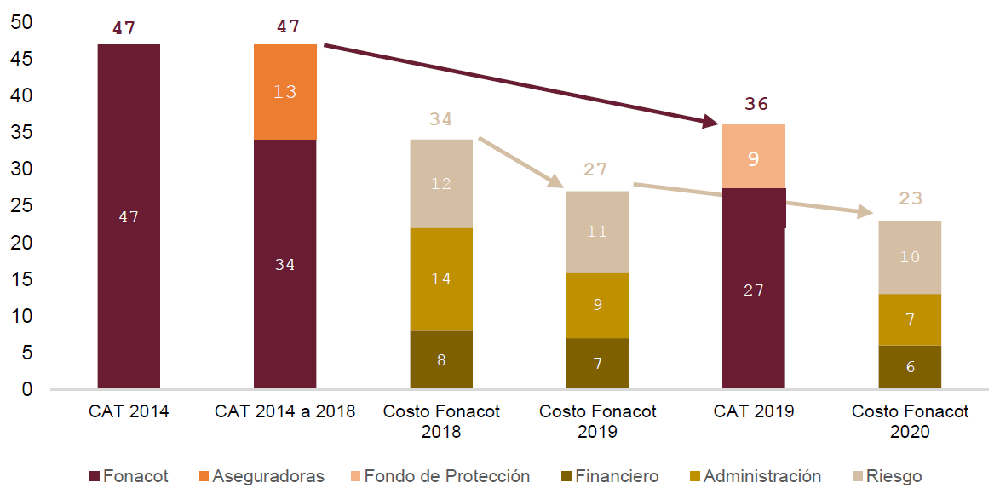 50
45
40
35
30
25
20
15
10
5
0
47
47
47
13
34
34
12
14
8
27
11
9
7
36
9
27
23
10
7
6
CAT 2014
CAT 2014 a 2018
Costo Fonacot
2018
Costo Fonacot
2019
CAT 2019
Costo Fonacot
2020
Fonacot
Aseguradoras
Fondo de Protección
Financiero
Administración
Riesgo